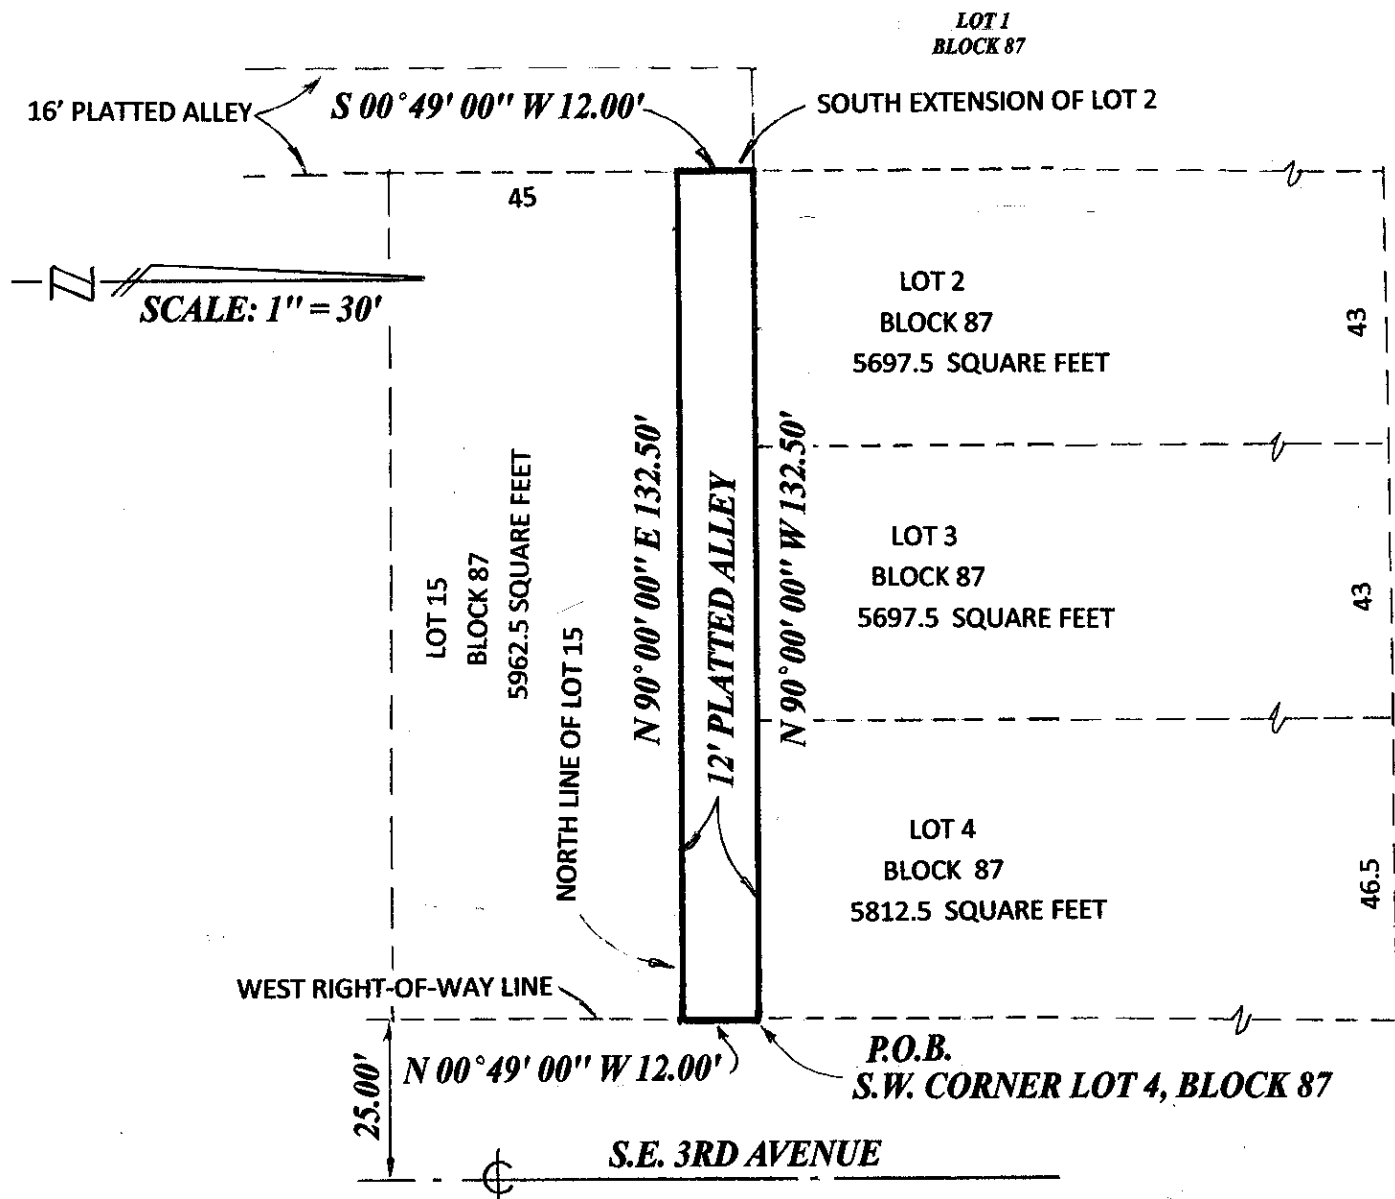 LOT 1
BLOCK 87
16' PLATTED ALLEY
S 00°49' 00" W 12.00'
SOUTH EXTENSION OF LOT 2
45
N
SCALE: 1" = 30'
LOT 2
BLOCK 87
5697.5 SQUARE FEET
43
LOT 15
BLOCK 87
5962.5 SQUARE FEET
NORTH LINE OF LOT 15
N 90°00' 00" E 132.50'
12' PLATTED ALLEY
N 90°00' 00" W 132.50'
LOT 3
BLOCK 87
5697.5 SQUARE FEET
43
LOT 4
BLOCK 87
5812.5 SQUARE FEET
46.5
WEST RIGHT-OF-WAY LINE
25.00'
N 00°49' 00" W 12.00'
P.O.B.
S.W. CORNER LOT 4, BLOCK 87
S.E. 3RD AVENUE